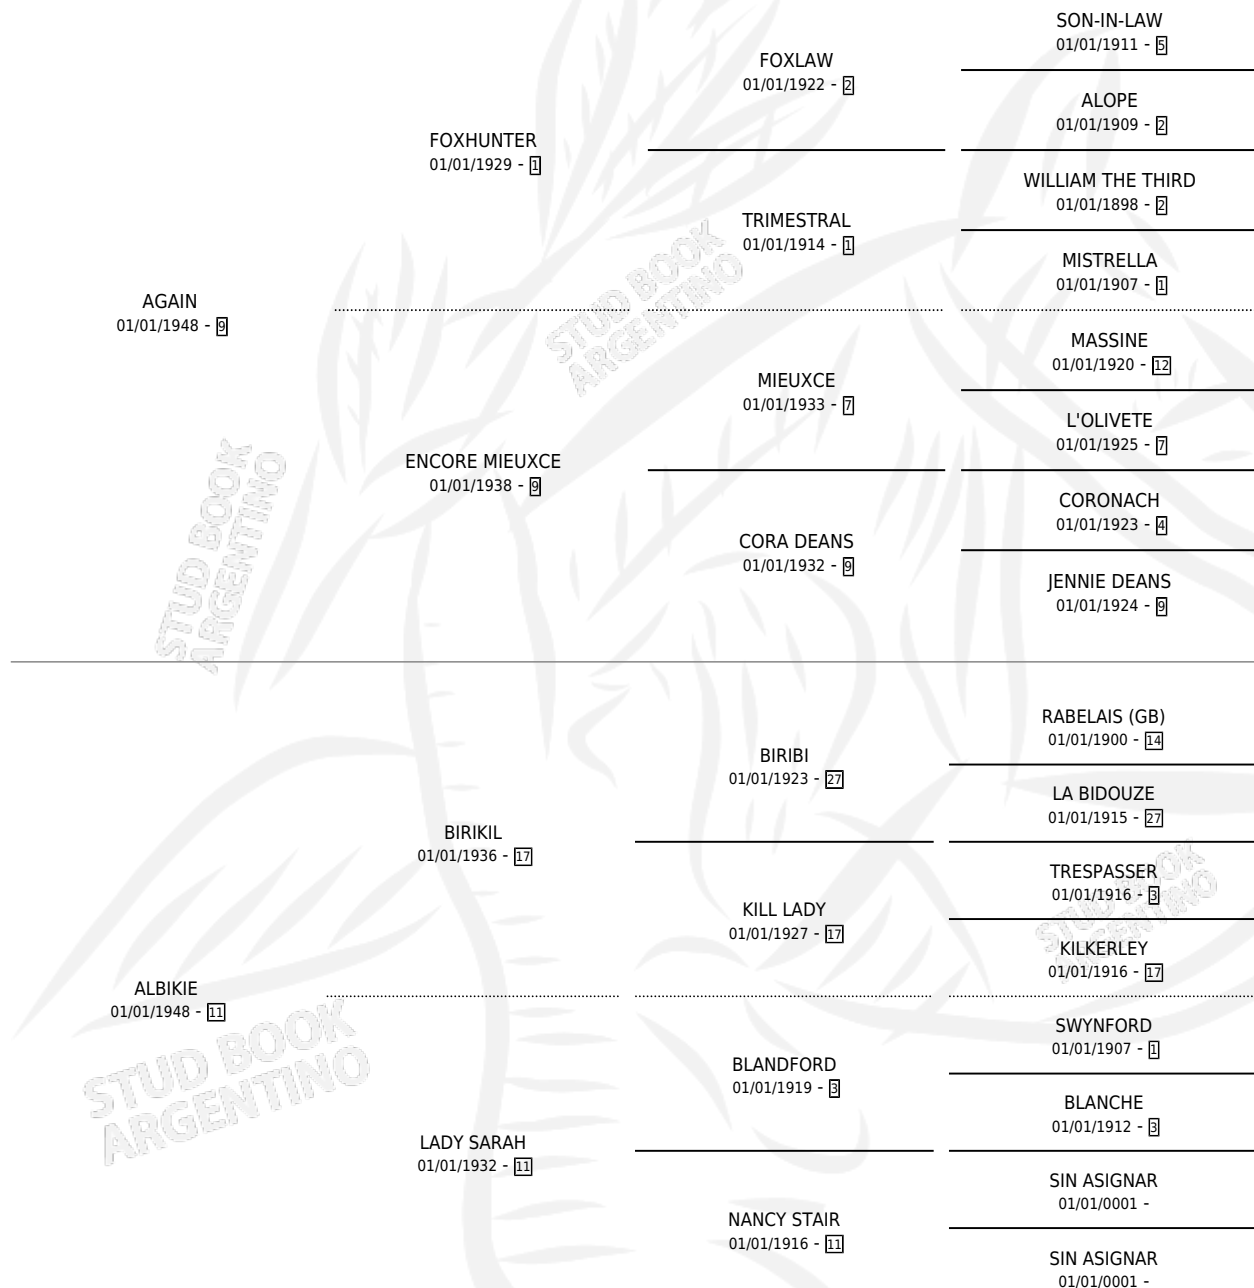 SON-IN-LAW
01/01/1911 - 5
FOXLAW
01/01/1922 - 2
ALOPE
01/01/1909 - 2
FOXHUNTER
01/01/1929 - 1
WILLIAM THE THIRD
01/01/1898 - 2
TRIMESTRAL
01/01/1914 - 1
MISTRELLA
01/01/1907 - 1
AGAIN
01/01/1948 - 9
MASSINE
01/01/1920 - 12
MIEUXCE
01/01/1933 - 7
L'OLIVETE
01/01/1925 - 7
ENCORE MIEUXCE
01/01/1938 - 9
CORONACH
01/01/1923 - 4
CORA DEANS
01/01/1932 - 9
JENNIE DEANS
01/01/1924 - 9
STUD BOOK
ARGENTINO
STUD BOOK
ARGENTINO
RABELAIS (GB)
01/01/1900 - 14
BIRIBI
01/01/1923 - 27
LA BIDOUZE
01/01/1915 - 27
BIRIKIL
01/01/1936 - 17
TRESPASSER
01/01/1916 - 3
KILL LADY
01/01/1927 - 17
KILKERLEY
01/01/1916 - 17
ALBIKIE
01/01/1948 - 11
SWYNFORD
01/01/1907 - 1
BLANDFORD
01/01/1919 - 3
BLANCHE
01/01/1912 - 3
LADY SARAH
01/01/1932 - 11
SIN ASIGNAR
01/01/0001 -
NANCY STAIR
01/01/1916 - 11
SIN ASIGNAR
01/01/0001 -
STUD BOOK
ARGENTINO
STUD BOOK
ARGENTINO